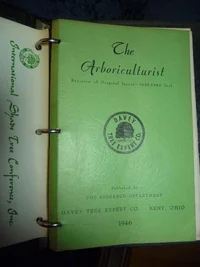 International Shade Tree Conference, Inc.
The
Arboriculturist
DAVEY
TREE EXPERT CO.
Published by
THE RESEARCH DEPARTMENT
DAVEY TREE EXPERT CO. KENT, OHIO
1946